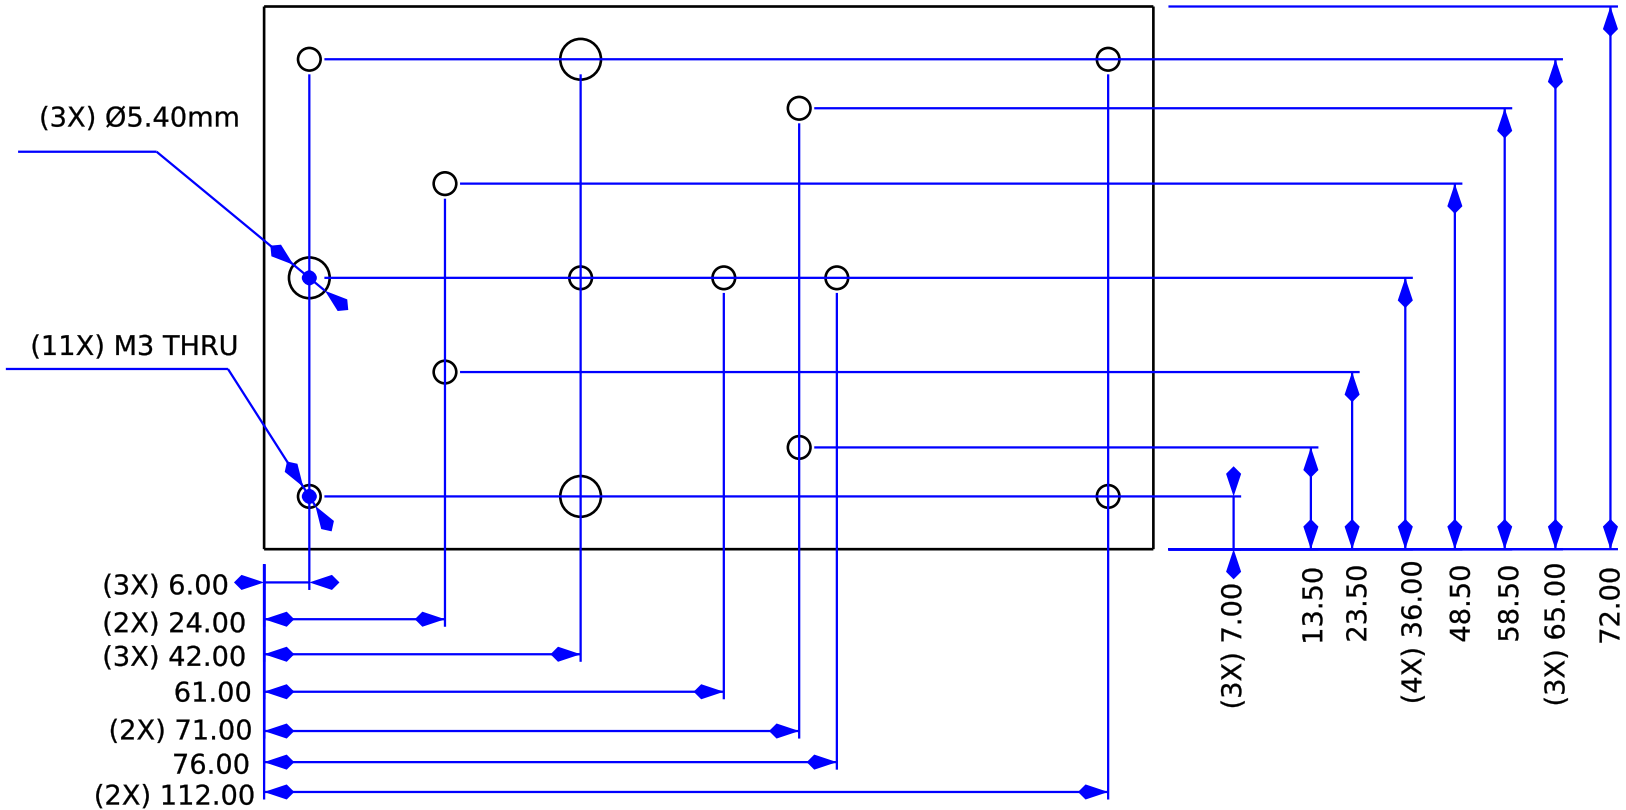 (3X) Ø5.40mm
(11X) M3 THRU
(3X) 6.00
(2X) 24.00
(3X) 42.00
61.00
(2X) 71.00
76.00
(2X) 112.00
(3X) 7.00
13.50
23.50
(4X) 36.00
48.50
58.50
(3X) 65.00
72.00